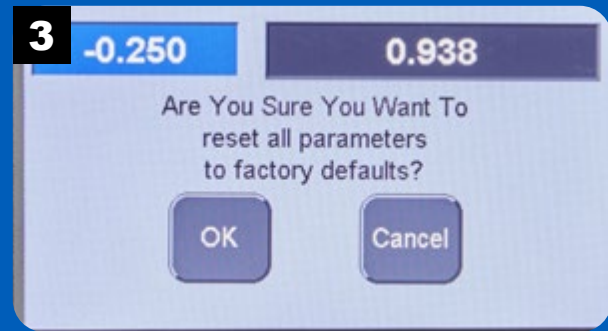 3
-0.250 0.938
Are You Sure You Want To
reset all parameters
to factory defaults?
OK Cancel